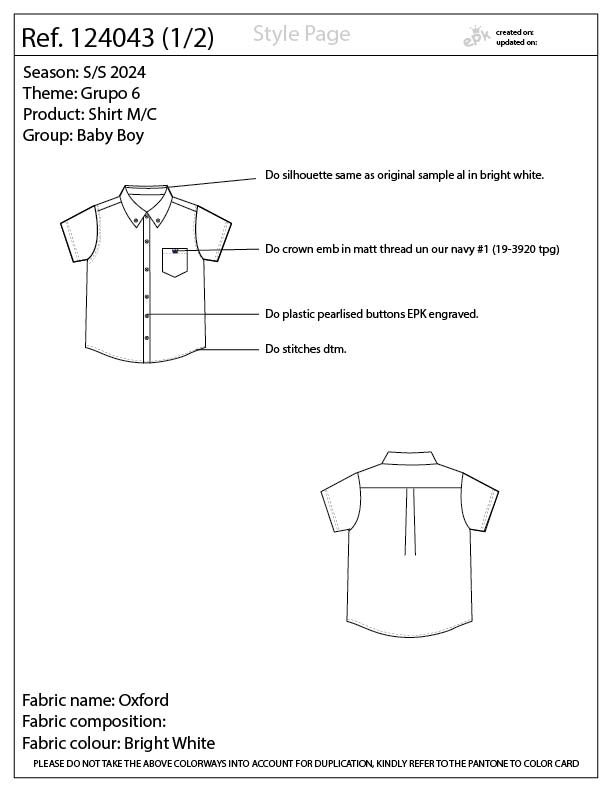 Ref. 124043 (1/2)
Style Page
epk
created on:
updated on:
Season: S/S 2024
Theme: Grupo 6
Product: Shirt M/C
Group: Baby Boy
Do silhouette same as original sample al in bright white.
Do crown emb in matt thread un our navy #1 (19-3920 tpg)
Do plastic pearlised buttons EPK engraved.
Do stitches dtm.
Fabric name: Oxford
Fabric composition:
Fabric colour: Bright White
PLEASE DO NOT TAKE THE ABOVE COLORWAYS INTO ACCOUNT FOR DUPLICATION, KINDLY REFER TO THE PANTONE TO COLOR CARD